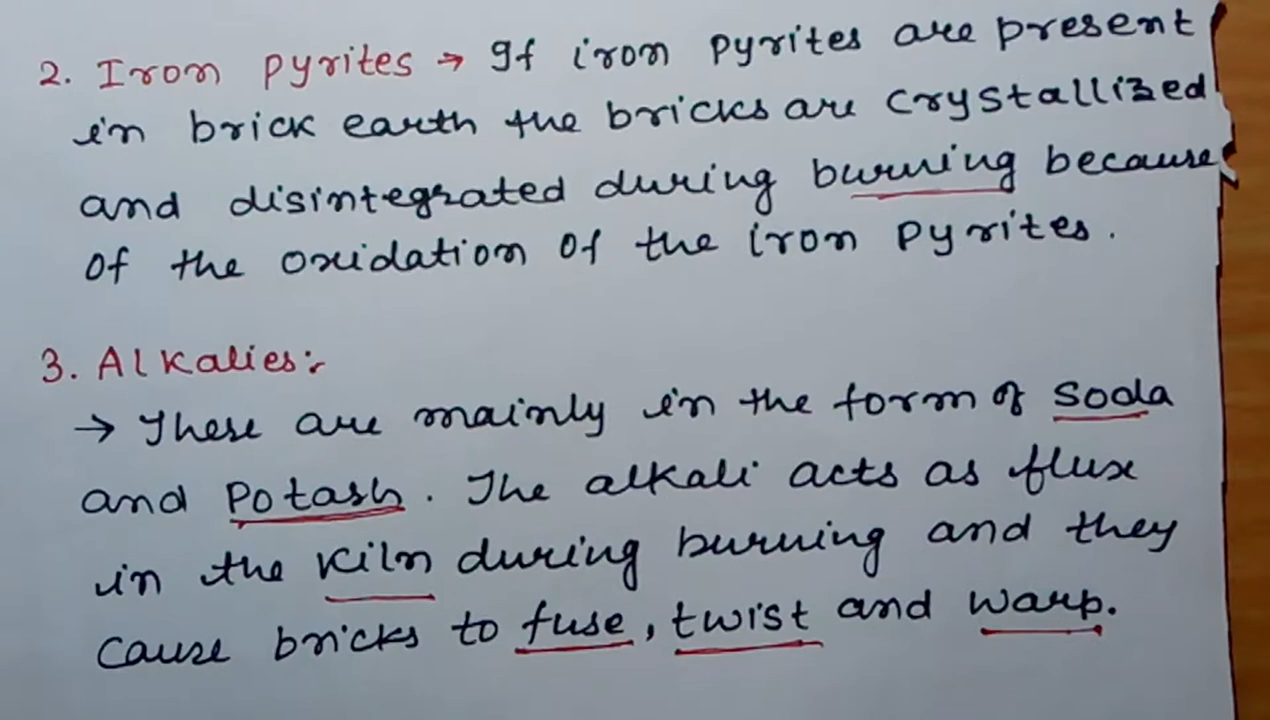 2. Iron pyrites → If iron pyrites are present
in brick earth the bricks are crystallized
and disintegrated during burning because
of the oxidation of the iron pyrites.
3. Alkalies:-
→ These are mainly in the form of soda
and Potash. The alkali acts as flux
in the kiln during burning and they
cause bricks to fuse, twist and warp.